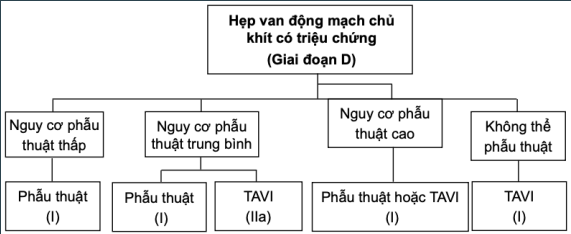 Hẹp van động mạch chủ
khít có triệu chứng
(Giai đoạn D)
Nguy cơ phẫu
thuật thấp
Nguy cơ phẫu
thuật trung bình
Nguy cơ phẫu
thuật cao
Không thể
phẫu thuật
Phẫu thuật
(I)
Phẫu thuật
(I)
TAVI
(IIa)
Phẫu thuật hoặc TAVI
(I)
TAVI
(I)